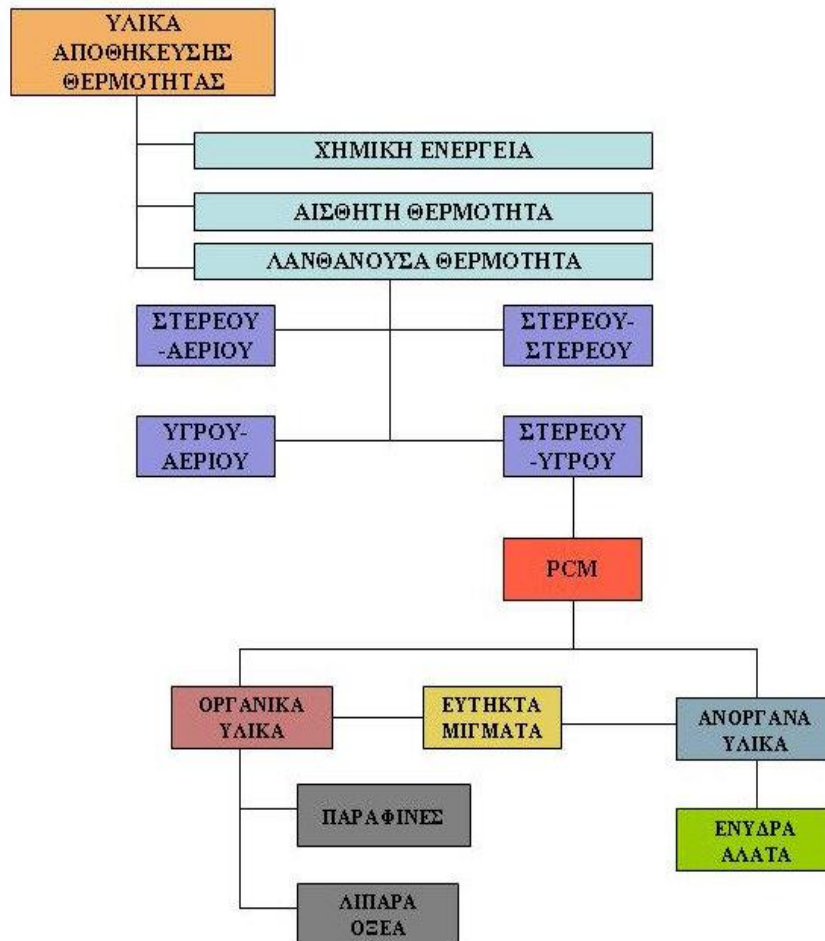 ΥΛΙΚΑ
ΑΠΟΘΗΚΕΥΣΗΣ
ΘΕΡΜΟΤΗΤΑΣ
ΧΗΜΙΚΗ ΕΝΕΡΓΕΙΑ
ΑΙΣΘΗΤΗ ΘΕΡΜΟΤΗΤΑ
ΛΑΝΘΑΝΟΥΣΑ ΘΕΡΜΟΤΗΤΑ
ΣΤΕΡΕΟΥ
-ΑΕΡΙΟΥ
ΣΤΕΡΕΟΥ-
ΣΤΕΡΕΟΥ
ΥΓΡΟΥ-
ΑΕΡΙΟΥ
ΣΤΕΡΕΟΥ
-ΥΓΡΟΥ
PCM
ΟΡΓΑΝΙΚΑ
ΥΛΙΚΑ
ΕΥΤΗΚΤΑ
ΜΙΓΜΑΤΑ
ΑΝΟΡΓΑΝΑ
ΥΛΙΚΑ
ΠΑΡΑΦΙΝΕΣ
ΕΝΥΔΡΑ
ΑΛΑΤΑ
ΛΙΠΑΡΑ
ΟΞΕΑ